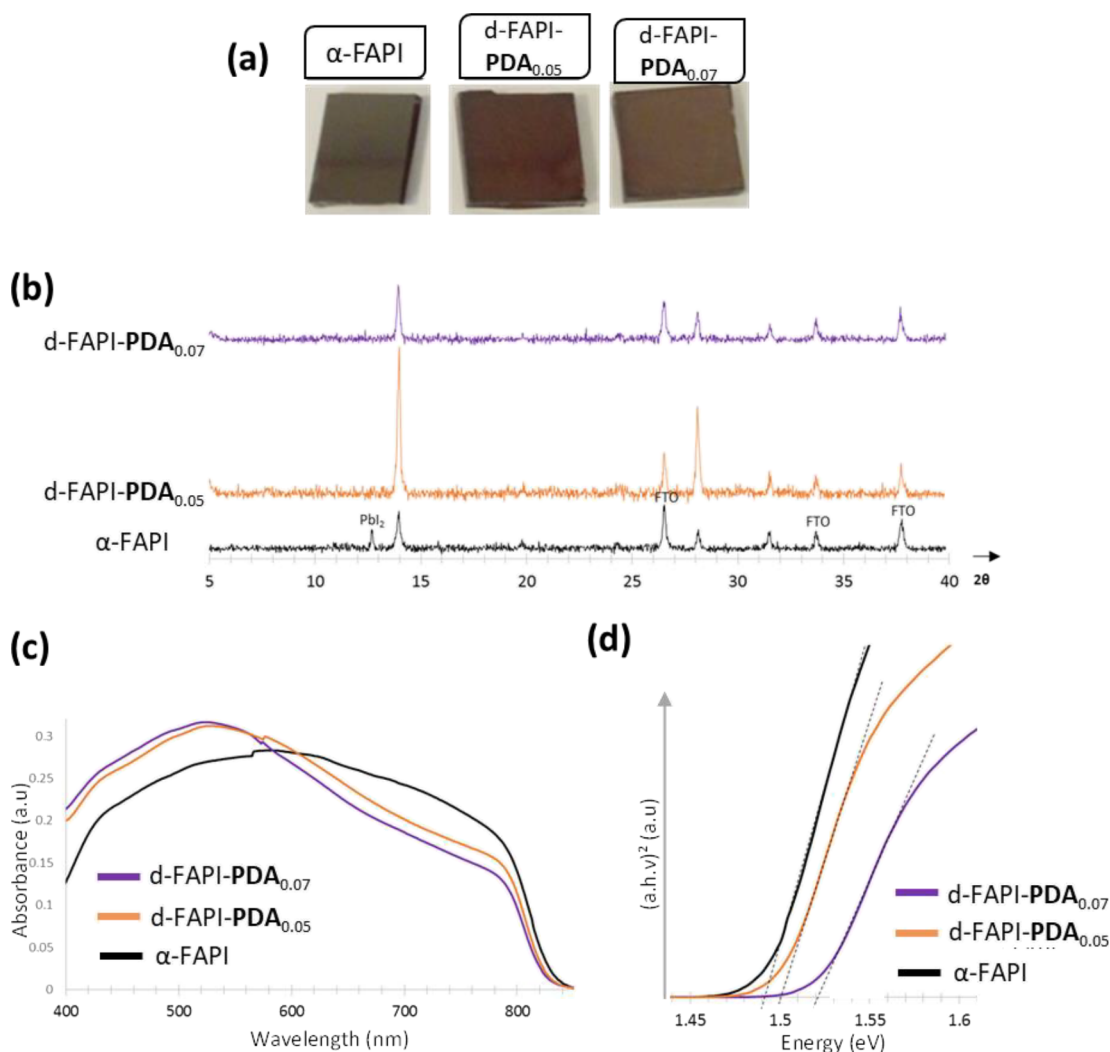 (a)
α-FAPI
d-FAPI-
PDA0.05
d-FAPI-
PDA0.07
(b)
d-FAPI-PDA0.07
d-FAPI-PDA0.05
α-FAPI
PbI2
FTO
FTO
FTO
5 10 15 20 25 30 35 40
2θ
(c)
Absorbance (a.u)
0.3
0.25
0.2
0.15
0.1
0.05
0
d-FAPI-PDA0.07
d-FAPI-PDA0.05
α-FAPI
400 500 600 700 800
Wavelength (nm)
(d)
(a.h.v)² (a.u)
d-FAPI-PDA0.07
d-FAPI-PDA0.05
α-FAPI
1.45 1.5 1.55 1.6
Energy (eV)